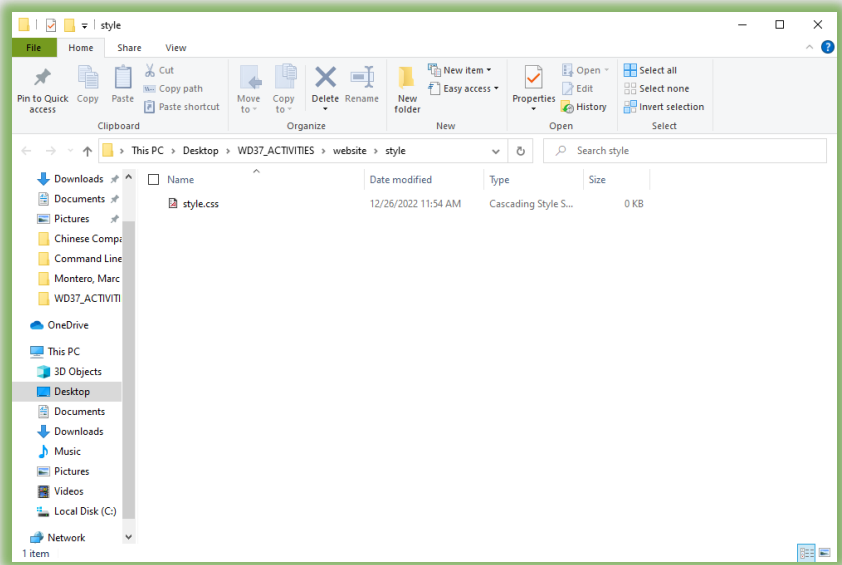 style
File Home Share View
Pin to Quick access
Copy
Paste
Cut
Copy path
Paste shortcut
Clipboard
Move to
Copy to
Delete
Rename
Organize
New folder
New item
Easy access
New
Properties
Open
Edit
History
Open
Select all
Select none
Invert selection
Select
This PC > Desktop > WD37_ACTIVITIES > website > style
Search style
Downloads
Documents
Pictures
Chinese Compa
Command Line
Montero, Marc
WD37_ACTIVITI
OneDrive
This PC
3D Objects
Desktop
Documents
Downloads
Music
Pictures
Videos
Local Disk (C:)
Network
Name Date modified Type Size
style.css 12/26/2022 11:54 AM Cascading Style S... 0 KB
1 item